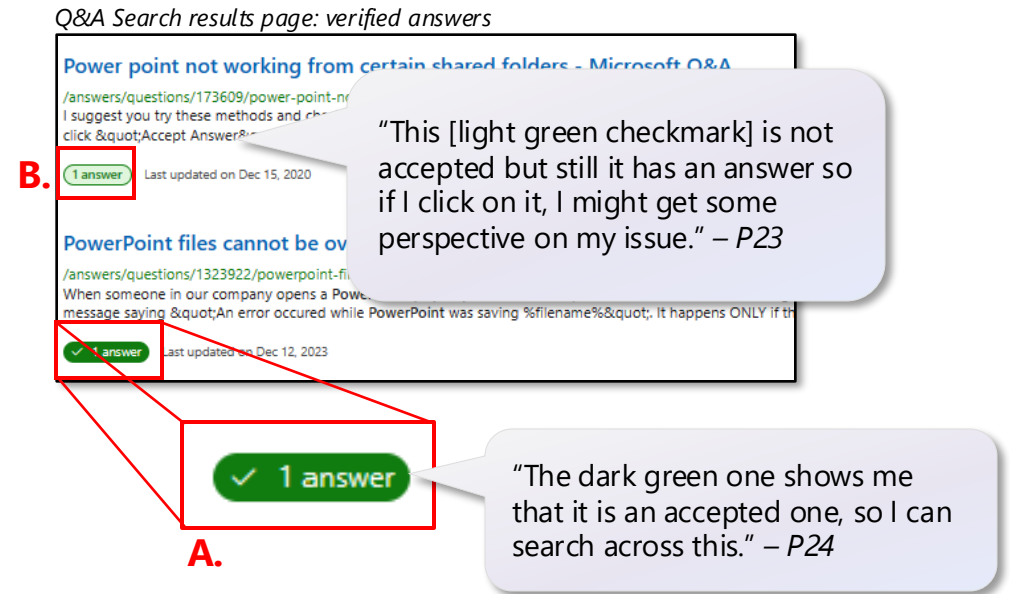 Q&A Search results page: verified answers
Power point not working from certain shared folders - Microsoft Q&A
/answers/questions/173609/power-point-n
I suggest you try these methods and
click &quot;Accept Answer&
B.
1 answer Last updated on Dec 15, 2020
“This [light green checkmark] is not
accepted but still it has an answer so
if I click on it, I might get some
perspective on my issue.” – P23
PowerPoint files cannot be ov
/answers/questions/1323922/powerpoint-fi
When someone in our company opens a Powe
message saying &quot;An error occured while PowerPoint was saving %filename%&quot;. It happens ONLY if th
✓ 1 answer Last updated on Dec 12, 2023
✓ 1 answer
A.
“The dark green one shows me
that it is an accepted one, so I can
search across this.” – P24